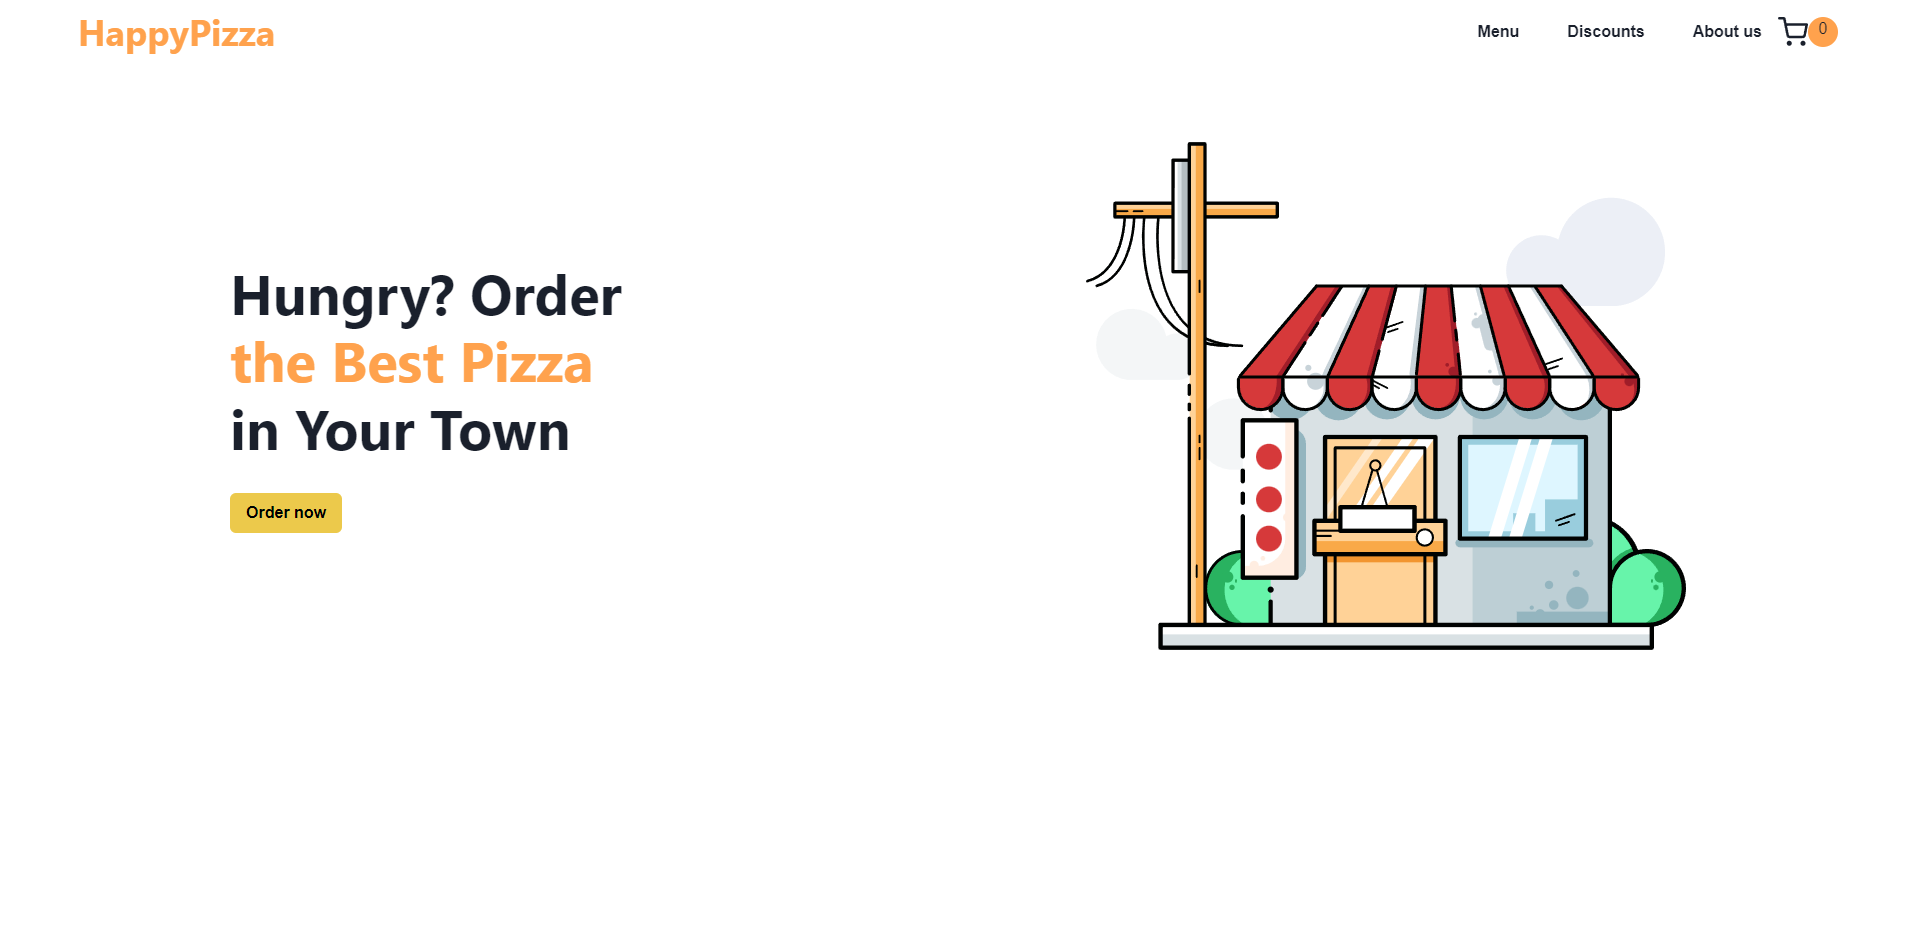 HappyPizza
Menu
Discounts
About us
0
Hungry? Order
the Best Pizza
in Your Town
Order now